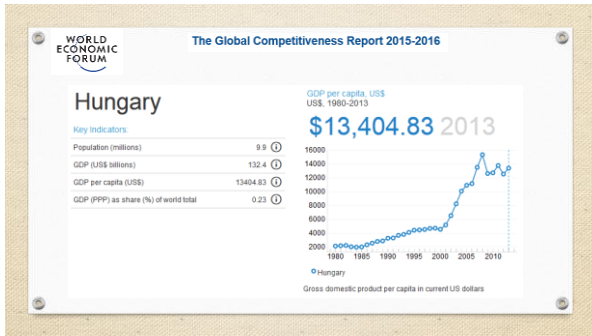 WORLD
ECONOMIC
FORUM
The Global Competitiveness Report 2015-2016
Hungary
Key Indicators:
Population (millions) 9.9
GDP (US$ billions) 132.4
GDP per capita (US$) 13404.83
GDP (PPP) as share (%) of world total 0.23
GDP per capita, US$
US$, 1980-2013
$13,404.83 2013
16000
14000
12000
10000
8000
6000
4000
2000
1980 1985 1990 1995 2000 2005 2010
Hungary
Gross domestic product per capita in current US dollars